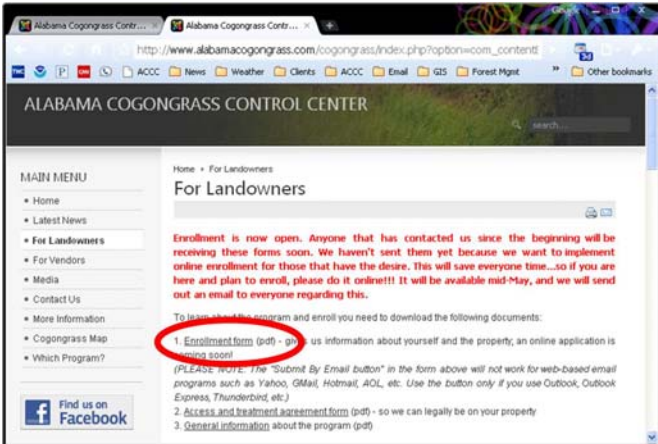 Alabama Cogongrass Contr...
Alabama Cogongrass Contr...
http://www.alabamacogongrass.com/cogongrass/index.php?option=com_content
TWC
P
CNN
ACCC
News
Weather
Clients
ACCC
Email
GIS
Forest Mgmt
»
Other bookmarks
ALABAMA COGONGRASS CONTROL CENTER
search...
MAIN MENU
Home
Latest News
For Landowners
For Vendors
Media
Contact Us
More Information
Cogongrass Map
Which Program?
Find us on
Facebook
Home
For Landowners
For Landowners
Enrollment is now open. Anyone that has contacted us since the beginning will be
receiving these forms soon. We haven't sent them yet because we want to implement
online enrollment for those that have the desire. This will save everyone time...so if you are
here and plan to enroll, please do it online!!! It will be available mid-May, and we will send
out an email to everyone regarding this.
To learn about the program and enroll you need to download the following documents:
1. Enrollment form (pdf) - gives us information about yourself and the property, an online application is
coming soon!
(PLEASE NOTE: The "Submit By Email button" in the form above will not work for web-based email
programs such as Yahoo, GMail, Hotmail, AOL, etc. Use the button only if you use Outlook, Outlook
Express, Thunderbird, etc.)
2. Access and treatment agreement form (pdf) - so we can legally be on your property
3. General information about the program (pdf)